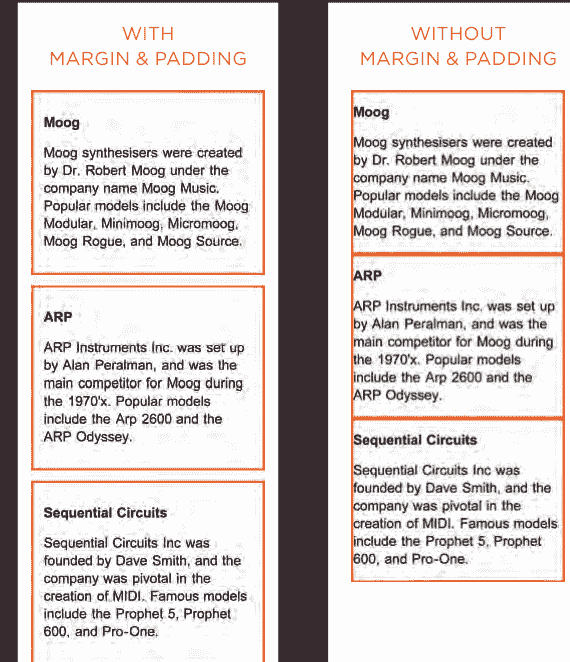 WITH
MARGIN & PADDING
Moog
Moog synthesisers were created
by Dr. Robert Moog under the
company name Moog Music.
Popular models include the Moog
Modular, Minimoog, Micromoog,
Moog Rogue, and Moog Source.
ARP
ARP Instruments Inc. was set up
by Alan Peralman, and was the
main competitor for Moog during
the 1970'x. Popular models
include the Arp 2600 and the
ARP Odyssey.
Sequential Circuits
Sequential Circuits Inc was
founded by Dave Smith, and the
company was pivotal in the
creation of MIDI. Famous models
include the Prophet 5, Prophet
600, and Pro-One.
WITHOUT
MARGIN & PADDING
Moog
Moog synthesisers were created
by Dr. Robert Moog under the
company name Moog Music.
Popular models include the Moog
Modular, Minimoog, Micromoog,
Moog Rogue, and Moog Source.
ARP
ARP Instruments Inc. was set up
by Alan Peralman, and was the
main competitor for Moog during
the 1970'x. Popular models
include the Arp 2600 and the
ARP Odyssey.
Sequential Circuits
Sequential Circuits Inc was
founded by Dave Smith, and the
company was pivotal in the
creation of MIDI. Famous models
include the Prophet 5, Prophet
600, and Pro-One.